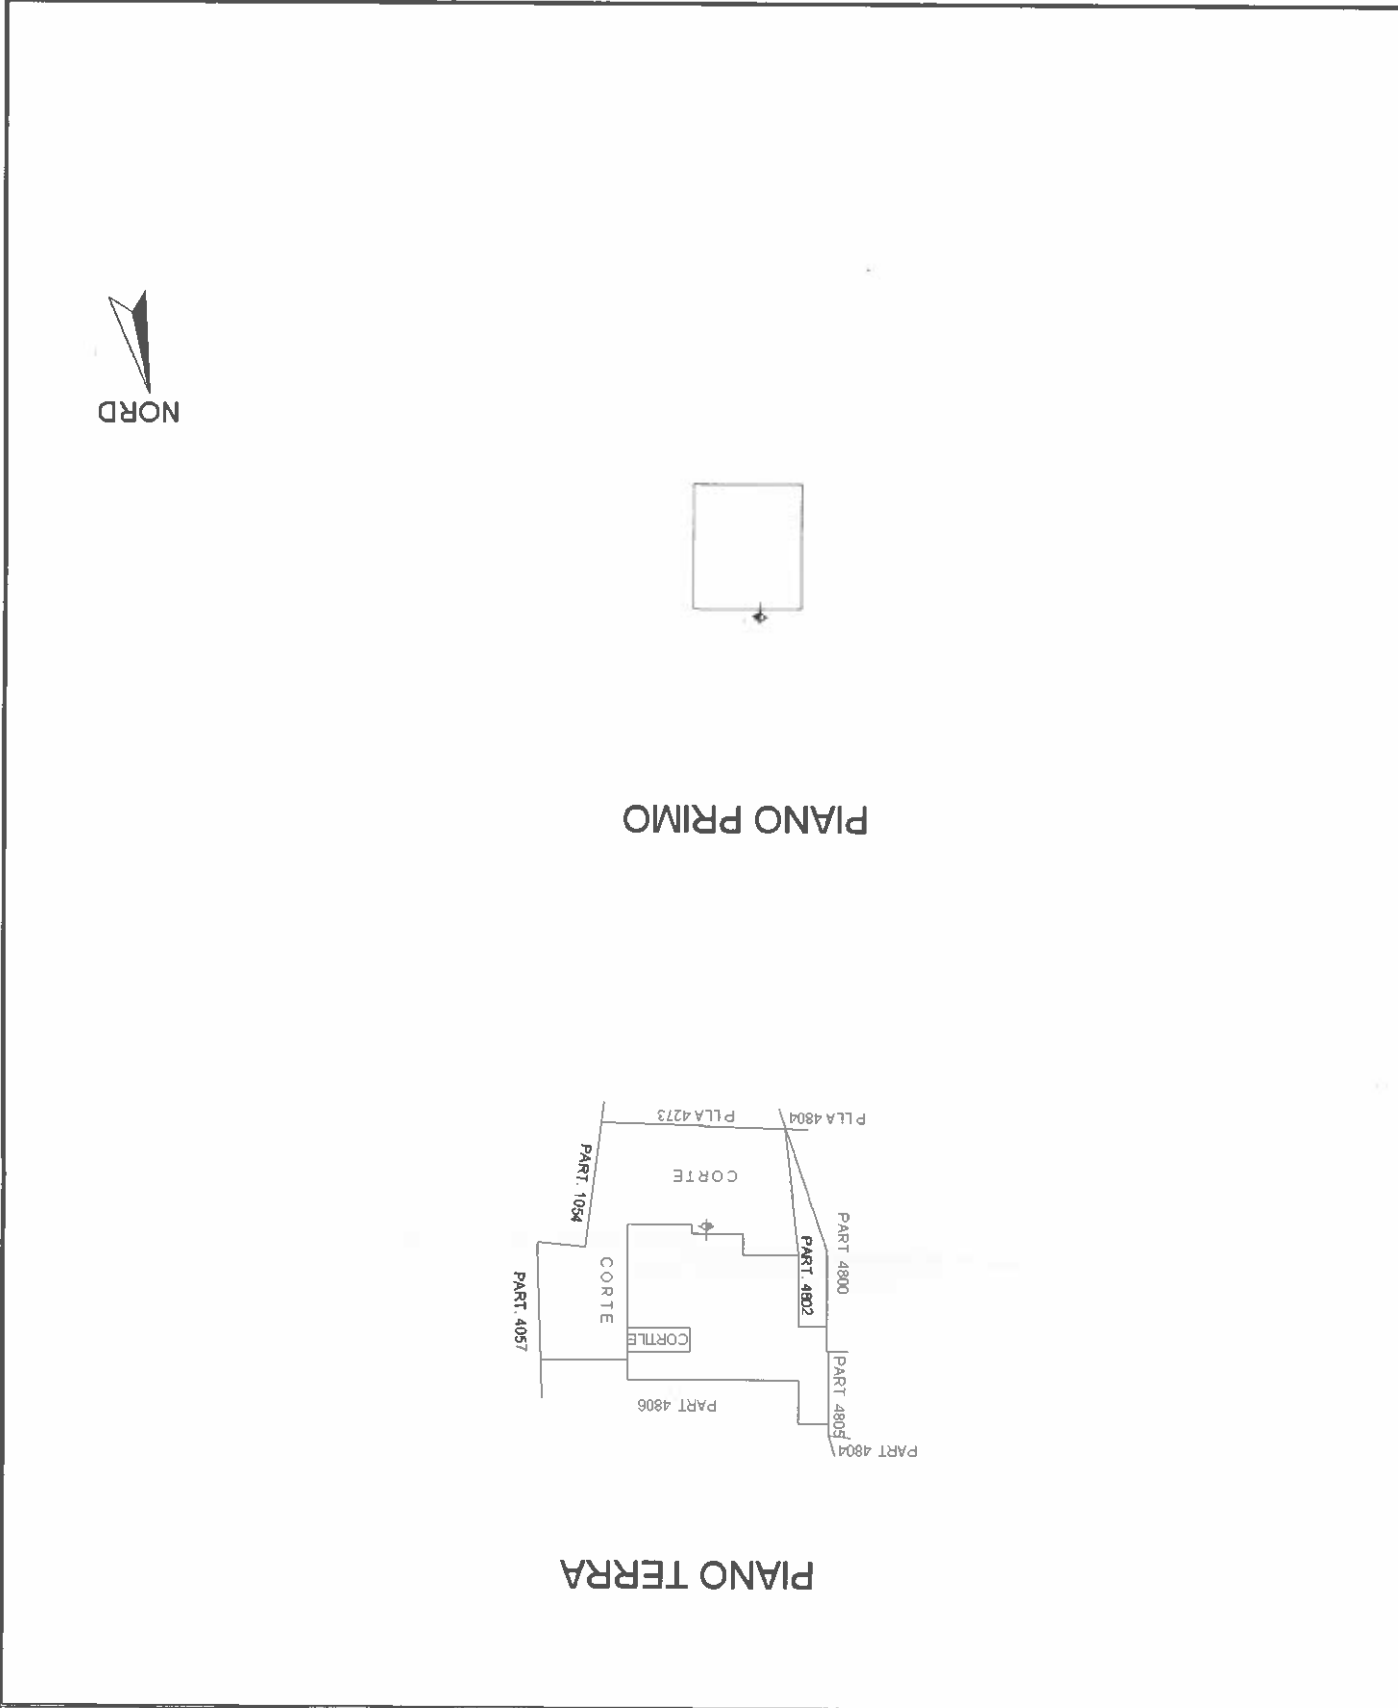 PIANO TERRA
PART 4804
PART 4805
PART 4806
CORTILE
PART. 4057
CORTE
PART. 4802
PART 4800
PART. 1054
CORTE
P LLA 4804
P LLA 4273
PIANO PRIMO
NORD